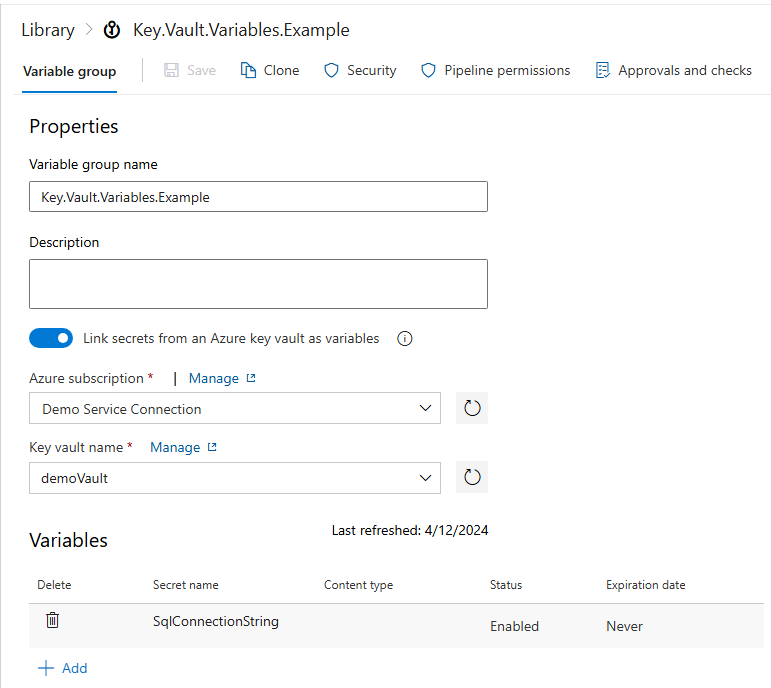 Library > Key.Vault.Variables.Example
Variable group | Save Clone Security Pipeline permissions Approvals and checks
Properties
Variable group name
Key.Vault.Variables.Example
Description
Link secrets from an Azure key vault as variables
Azure subscription * | Manage
Demo Service Connection
Key vault name * Manage
demoVault
Last refreshed: 4/12/2024
Variables
Delete Secret name Content type Status Expiration date
SqlConnectionString Enabled Never
+ Add